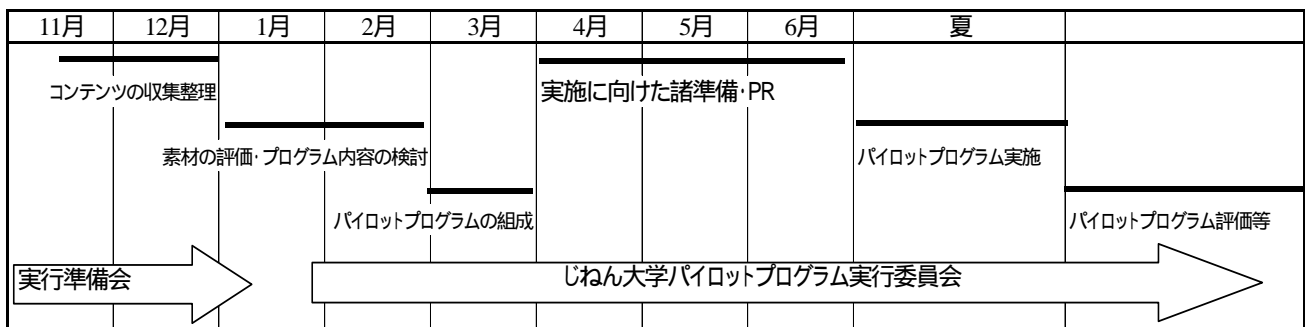 11月 12月 1月 2月 3月 4月 5月 6月 夏
コンテンツの収集整理
実施に向けた諸準備・PR
素材の評価・プログラム内容の検討
パイロットプログラム実施
パイロットプログラムの組成
パイロットプログラム評価等
実行準備会
じねん大学パイロットプログラム実行委員会